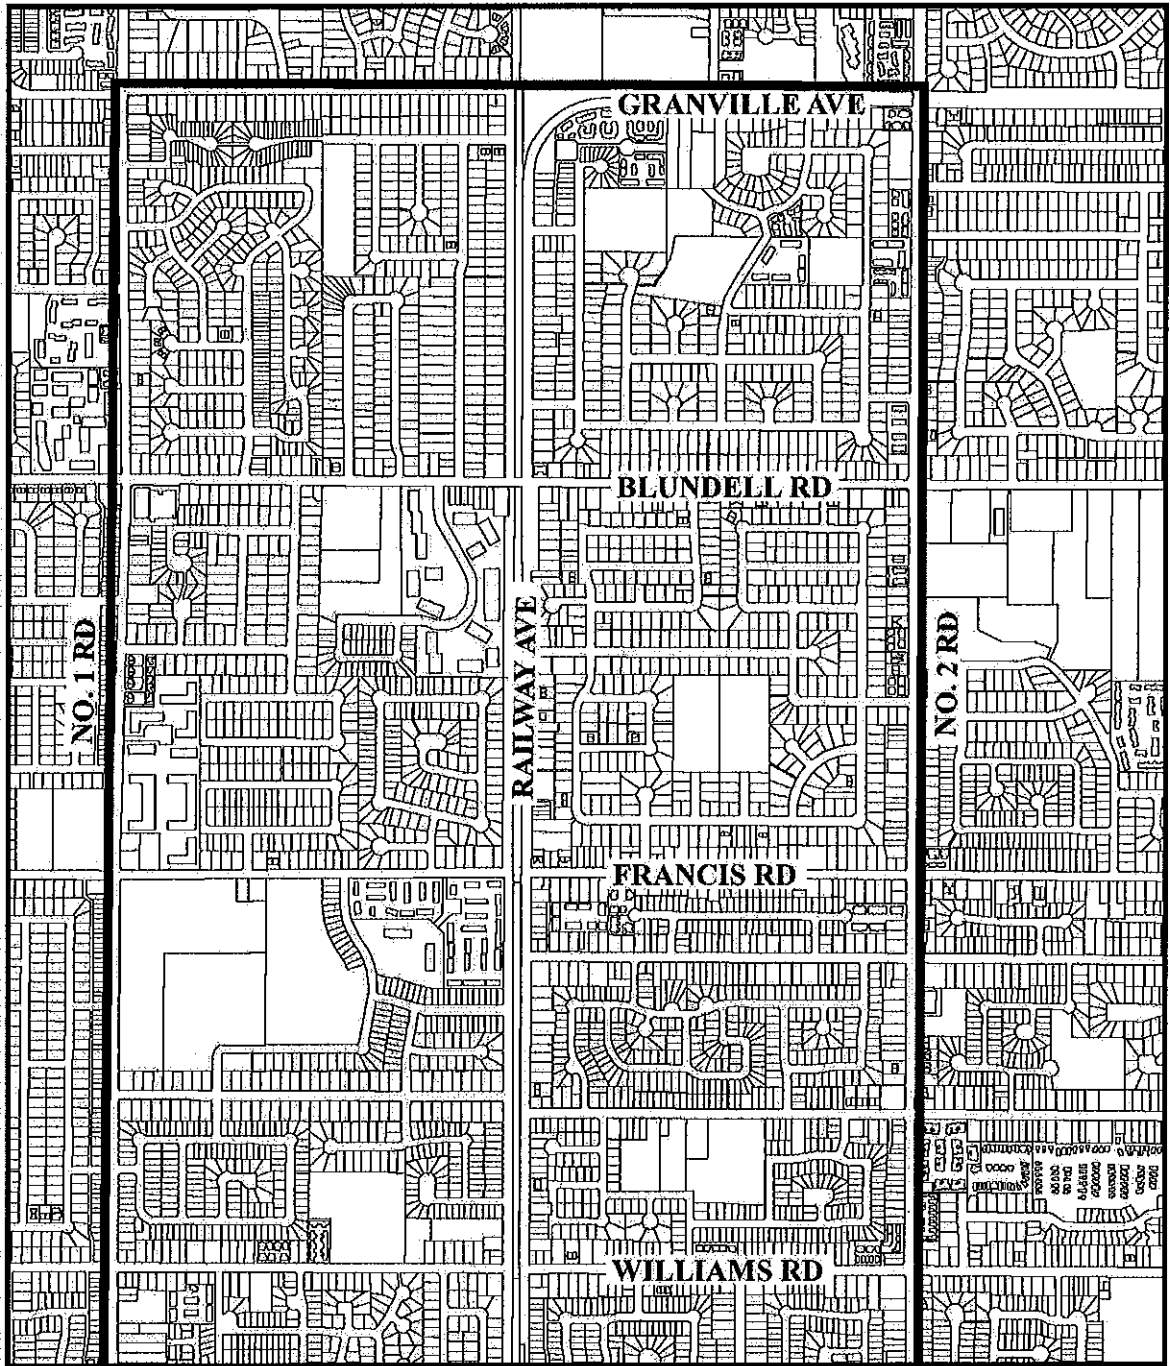 GRANVILLE AVE
BLUNDELL RD
NO. 1 RD
RAILWAY AVE
NO. 2 RD
FRANCIS RD
WILLIAMS RD